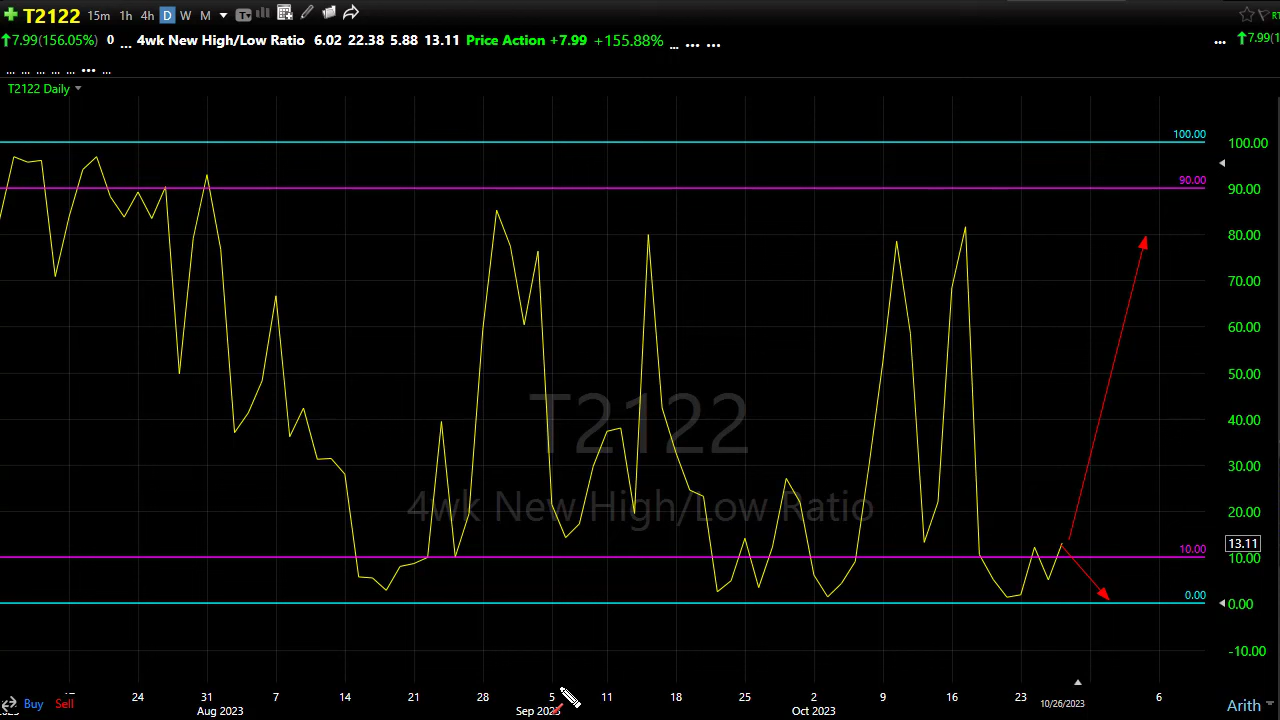 T2122 15m 1h 4h D W M
7.99(156.05%) 0 ... 4wk New High/Low Ratio 6.02 22.38 5.88 13.11 Price Action +7.99 +155.88% ... ... ... ... 7.99(1
... ... ... ... ... ... ...
T2122 Daily
100.00 100.00
90.00 90.00
80.00
70.00
60.00
50.00
40.00
T2122
30.00
4wk New High/Low Ratio 20.00
13.11
10.00 10.00
0.00 0.00
-10.00
24 31 7 14 21 28 5 11 18 25 2 9 16 23 6
Buy Sell Aug 2023 Sep 2023 Oct 2023 10/26/2023 Arith